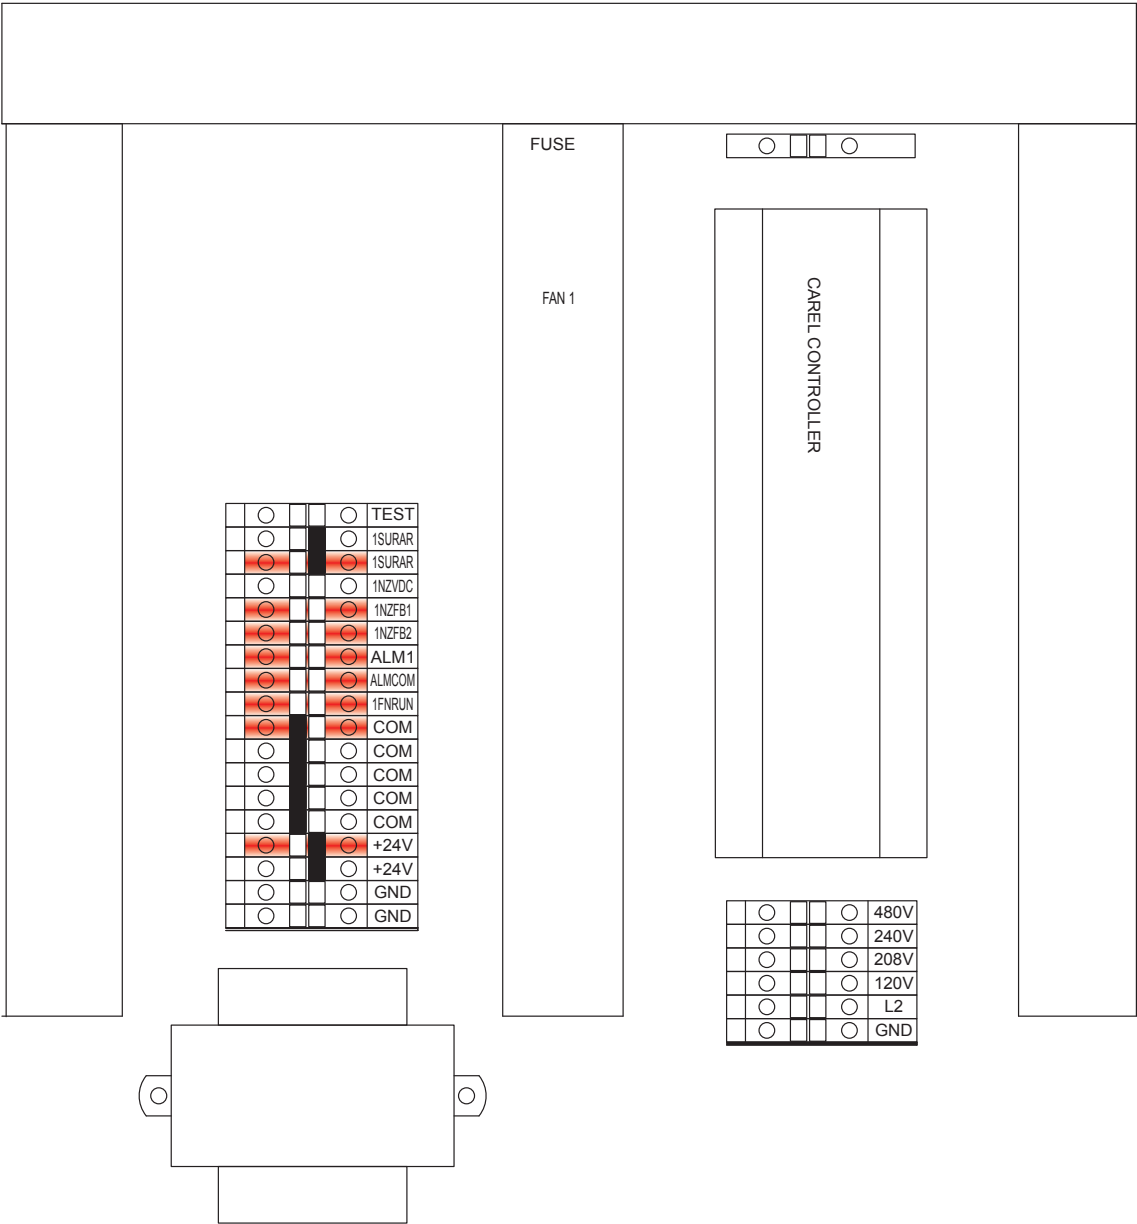 FUSE
FAN 1
CAREL CONTROLLER
TEST
1SURAR
1SURAR
1NZVDC
1NZFB1
1NZFB2
ALM1
ALMCOM
1FNRUN
COM
COM
COM
COM
COM
+24V
+24V
GND
GND
480V
240V
208V
120V
L2
GND